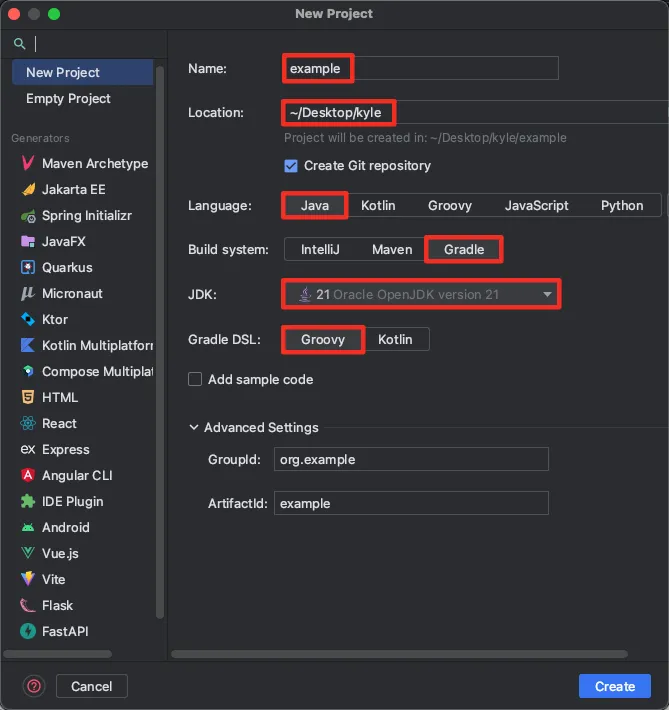 New Project
New Project
Empty Project
Generators
Maven Archetype
Jakarta EE
Spring Initializr
JavaFX
Quarkus
Micronaut
Ktor
Kotlin Multiplatforr
Compose Multiplat
HTML
React
ex Express
Angular CLI
IDE Plugin
Android
Vue.js
Vite
Flask
FastAPI
Name: example
Location: ~/Desktop/kyle
Project will be created in: ~/Desktop/kyle/example
Create Git repository
Language: Java Kotlin Groovy JavaScript Python
Build system: IntelliJ Maven Gradle
JDK: 21 Oracle OpenJDK version 21
Gradle DSL: Groovy Kotlin
Add sample code
Advanced Settings
GroupId: org.example
ArtifactId: example
? Cancel Create